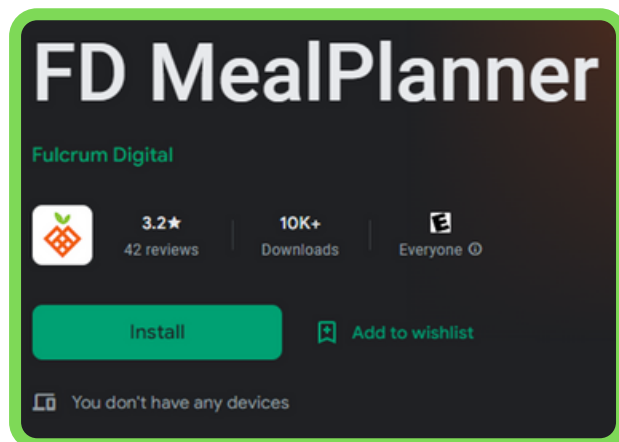 FD MealPlanner
Fulcrum Digital
3.2★ 10K+ E
42 reviews Downloads Everyone
Install Add to wishlist
You don't have any devices